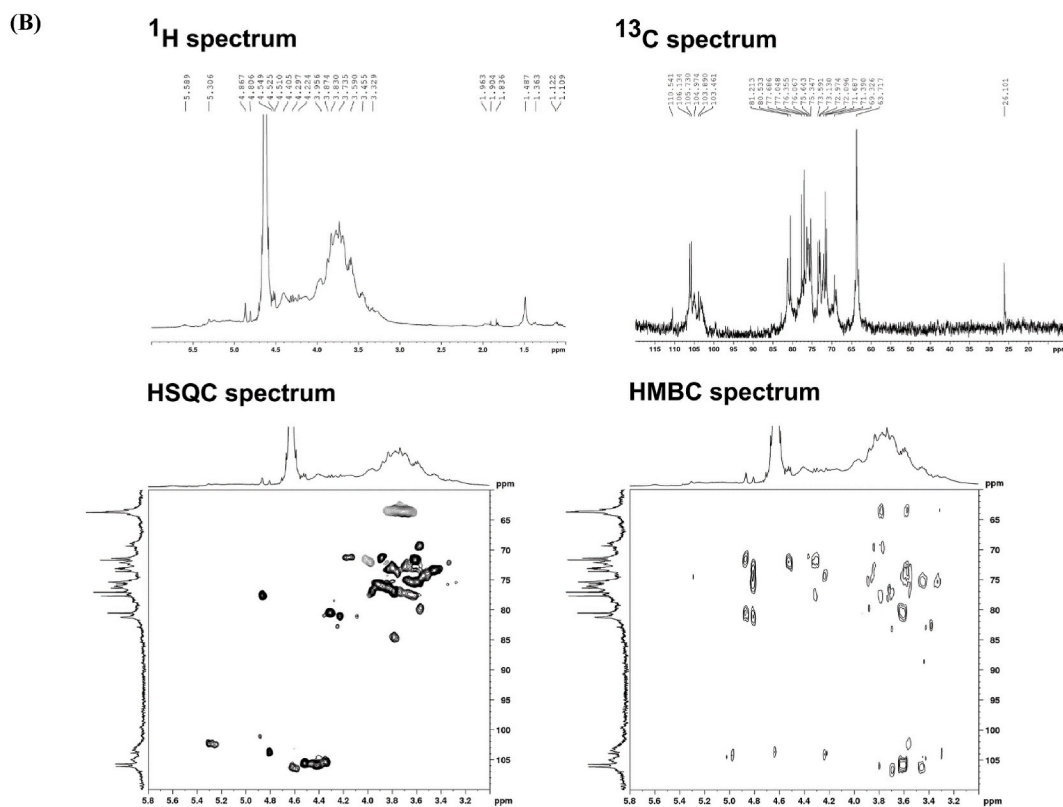 (B)
¹H spectrum
5.589 5.306 4.867 4.806 4.549 4.525 4.510 4.405 4.297 4.224 3.956 3.874 3.830 3.735 3.590 3.455 3.329 1.963 1.904 1.836 1.487 1.363 1.122 1.109
5.5 5.0 4.5 4.0 3.5 3.0 2.5 2.0 1.5 ppm
¹³C spectrum
110.541 106.134 105.730 104.974 103.890 103.461 81.213 80.533 77.686 77.048 76.355 76.067 75.643 75.347 73.591 73.130 72.974 72.096 71.687 71.390 69.326 63.717 26.101
115 110 105 100 95 90 85 80 75 70 65 60 55 50 45 40 35 30 25 20 ppm
HSQC spectrum
ppm
65
70
75
80
85
90
95
100
105
5.8 5.6 5.4 5.2 5.0 4.8 4.6 4.4 4.2 4.0 3.8 3.6 3.4 3.2 ppm
HMBC spectrum
ppm
65
70
75
80
85
90
95
100
105
5.8 5.6 5.4 5.2 5.0 4.8 4.6 4.4 4.2 4.0 3.8 3.6 3.4 3.2 ppm